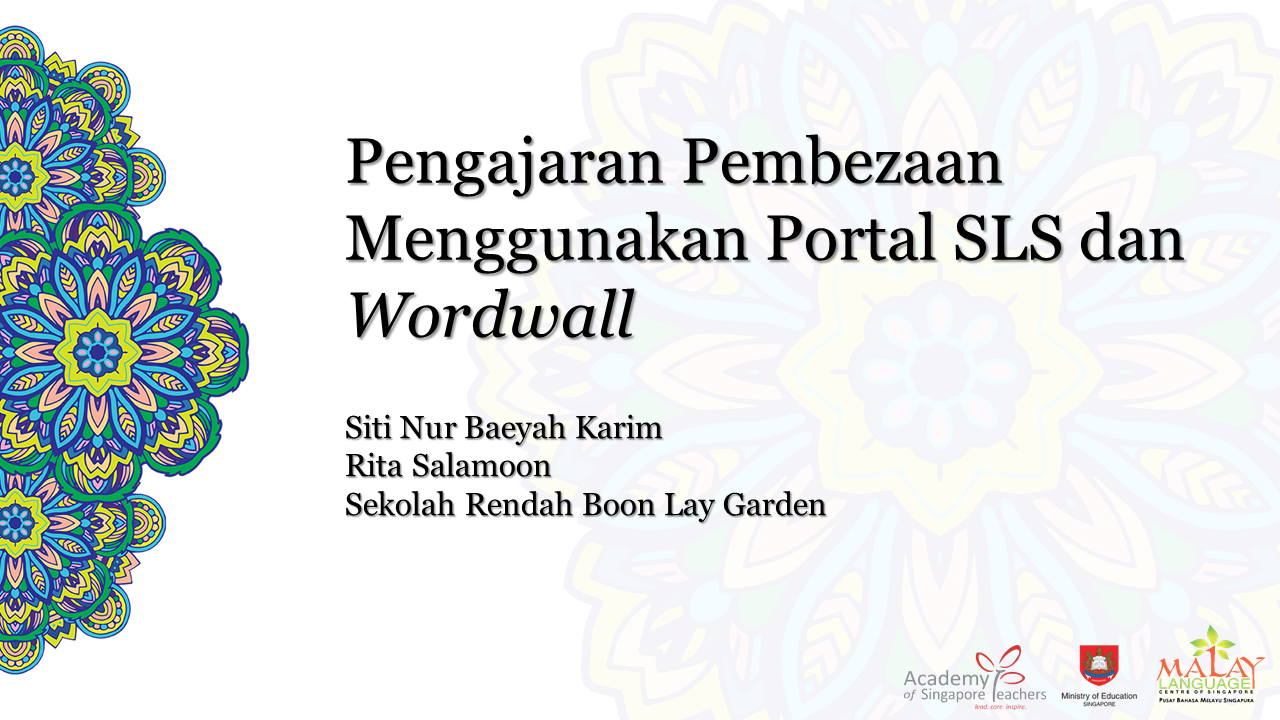 Pengajaran Pembezaan
Menggunakan Portal SLS dan
Wordwall
Siti Nur Baeyah Karim
Rita Salamoon
Sekolah Rendah Boon Lay Garden
Academy
of Singapore Teachers
lead. care. inspire.
Ministry of Education
SINGAPORE
MALAY
LANGUAGE
CENTRE OF SINGAPORE
PUSAT BAHASA MELAYU SINGAPURA